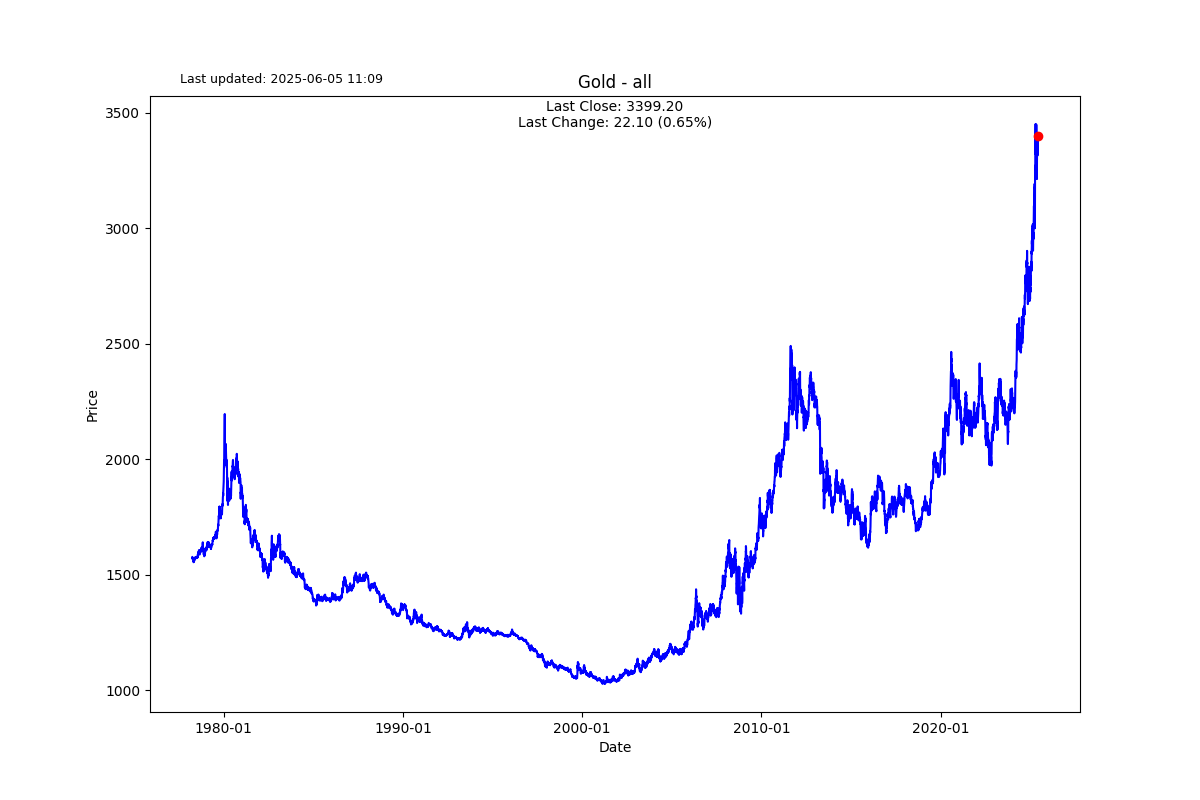 Last updated: 2025-06-05 11:09
Gold - all
Last Close: 3399.20
Last Change: 22.10 (0.65%)
3500
3000
2500
2000
1500
1000
Price
1980-01
1990-01
2000-01
2010-01
2020-01
Date